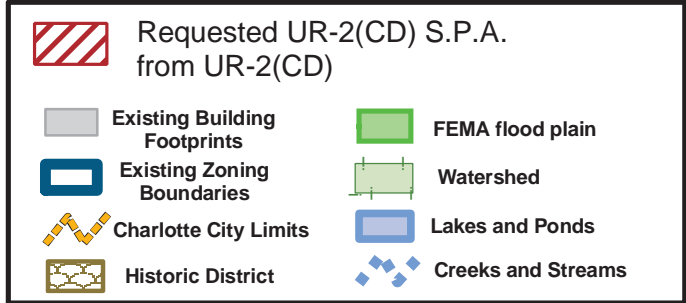 Requested UR-2(CD) S.P.A.
from UR-2(CD)
Existing Building
Footprints
Existing Zoning
Boundaries
Charlotte City Limits
Historic District
FEMA flood plain
Watershed
Lakes and Ponds
Creeks and Streams